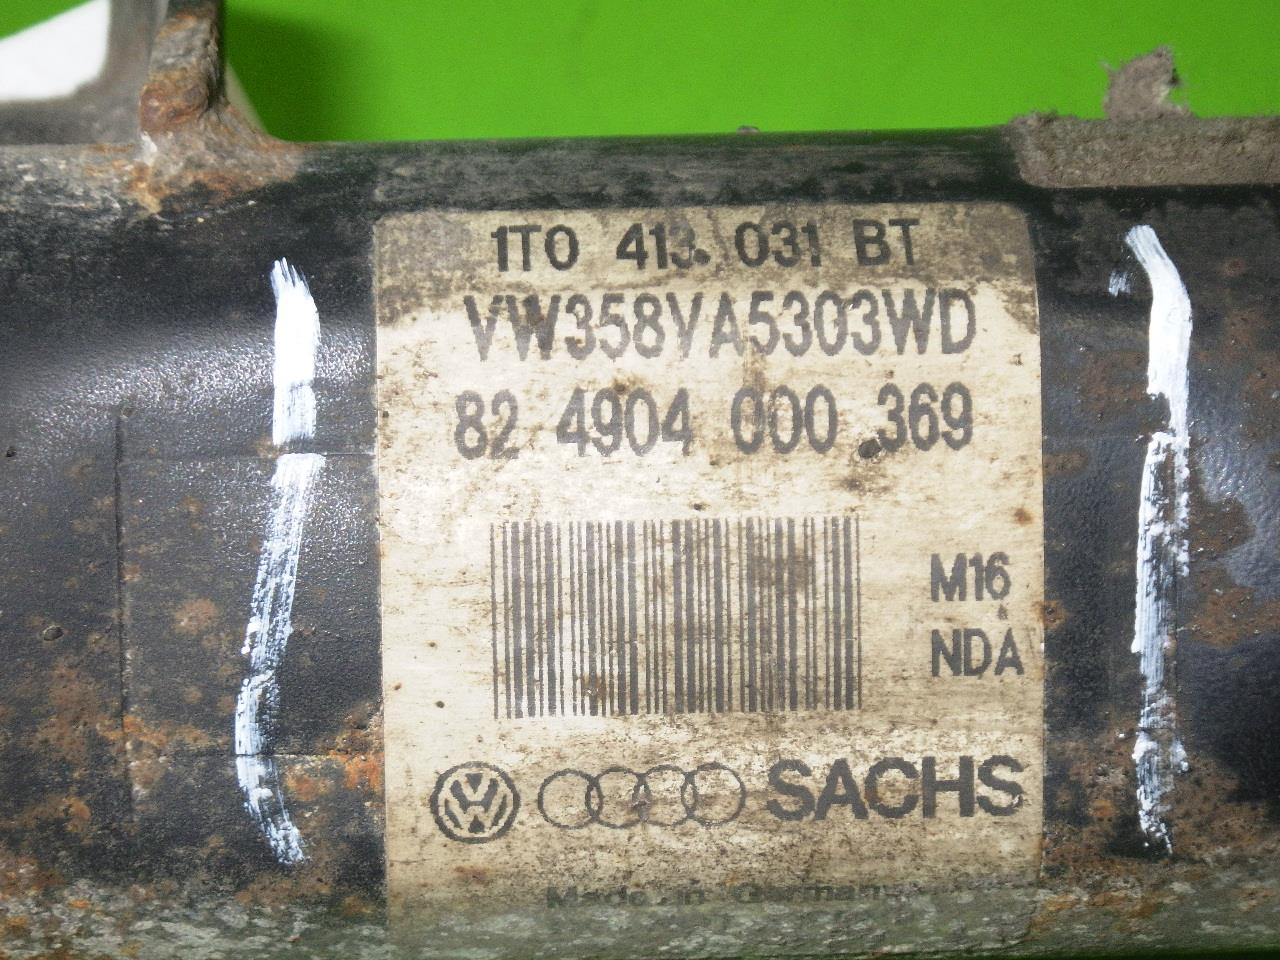 1T0 413 031 BT
VW358VA5303WD
82 4904 000 369
M16
NDA
SACHS
Made in Germany